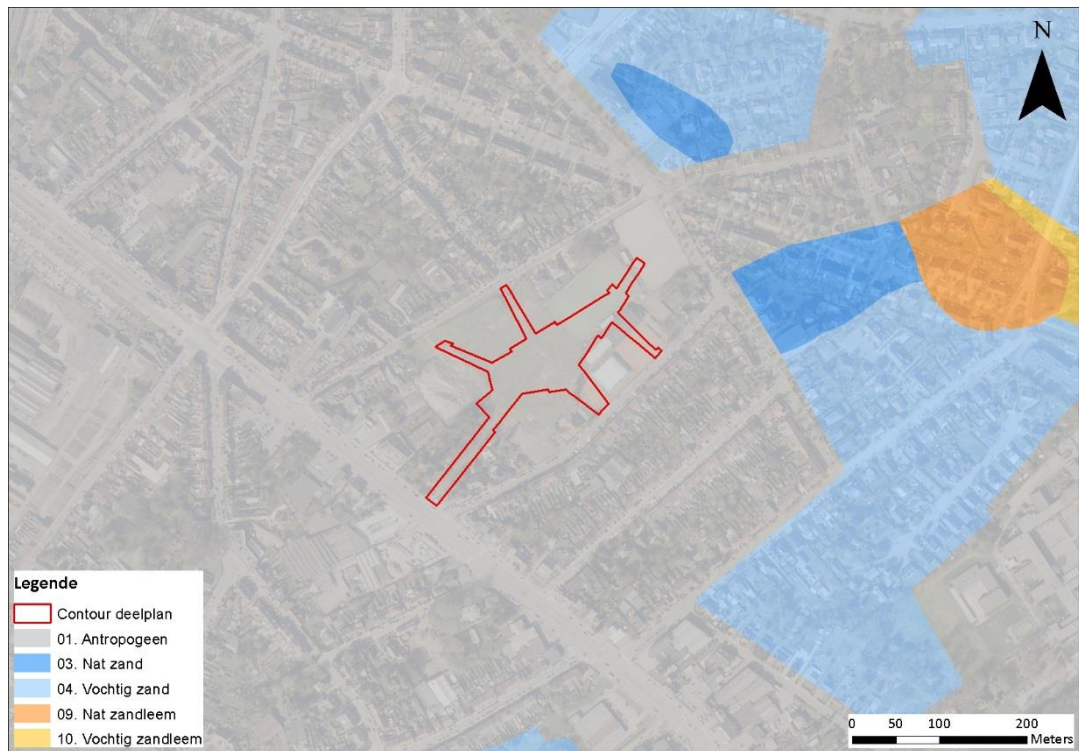 N
Legende
Contour deelplan
01. Antropogeen
03. Nat zand
04. Vochtig zand
09. Nat zandleem
10. Vochtig zandleem
0 50 100 200
Meters